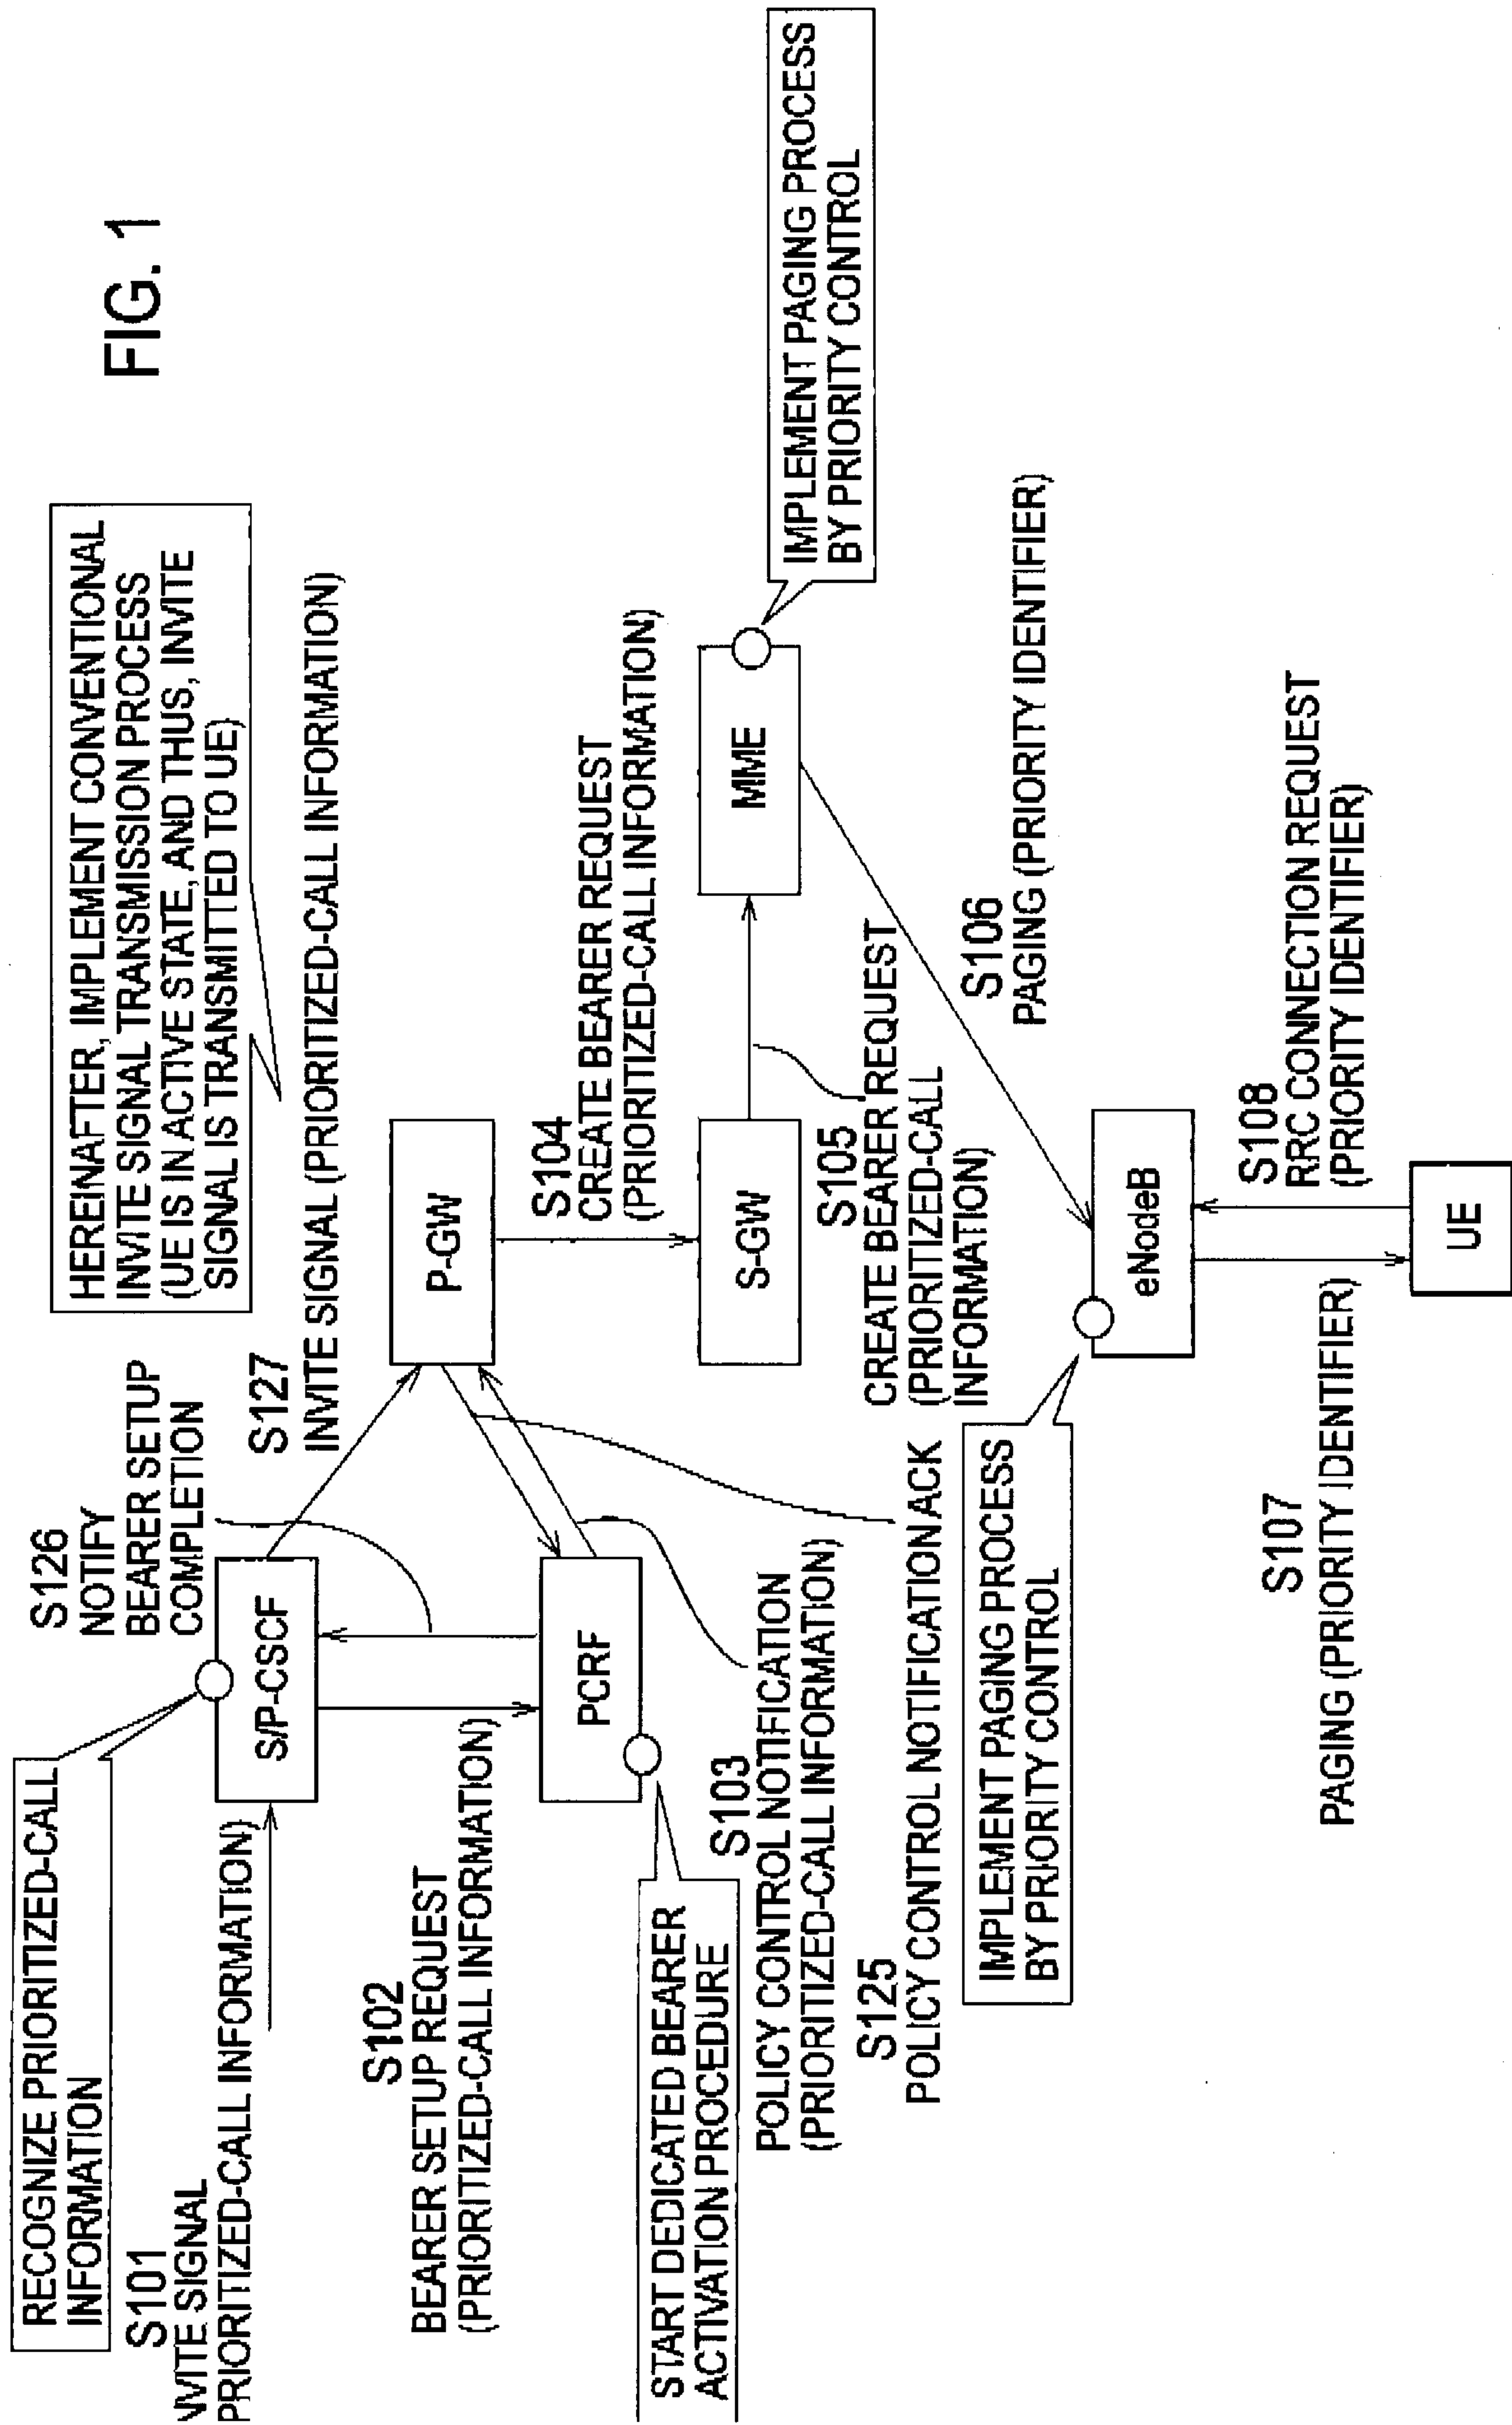 FIG. 1
RECOGNIZE PRIORITIZED-CALL
INFORMATION
S101
NVITE SIGNAL
PRIORITIZED-CALL INFORMATION)
S/P-CSCF
S126
NOTIFY
BEARER SETUP
COMPLETION
HEREINAFTER, IMPLEMENT CONVENTIONAL
INVITE SIGNAL TRANSMISSION PROCESS
(UE IS IN ACTIVE STATE, AND THUS, INVITE
SIGNAL IS TRANSMITTED TO UE)
S127
INVITE SIGNAL (PRIORITIZED-CALL INFORMATION)
S102
BEARER SETUP REQUEST
(PRIORITIZED-CALL INFORMATION)
PCRF
P-GW
START DEDICATED BEARER
ACTIVATION PROCEDURE
S103
POLICY CONTROL NOTIFICATION
(PRIORITIZED-CALL INFORMATION)
S125
POLICY CONTROL NOTIFICATION ACK
S104
CREATE BEARER REQUEST
(PRIORITIZED-CALL INFORMATION)
S-GW
MME
IMPLEMENT PAGING PROCESS
BY PRIORITY CONTROL
S105
CREATE BEARER REQUEST
(PRIORITIZED-CALL
INFORMATION)
S106
PAGING (PRIORITY IDENTIFIER)
IMPLEMENT PAGING PROCESS
BY PRIORITY CONTROL
eNodeB
S107
PAGING (PRIORITY IDENTIFIER)
S108
RRC CONNECTION REQUEST
(PRIORITY IDENTIFIER)
UE